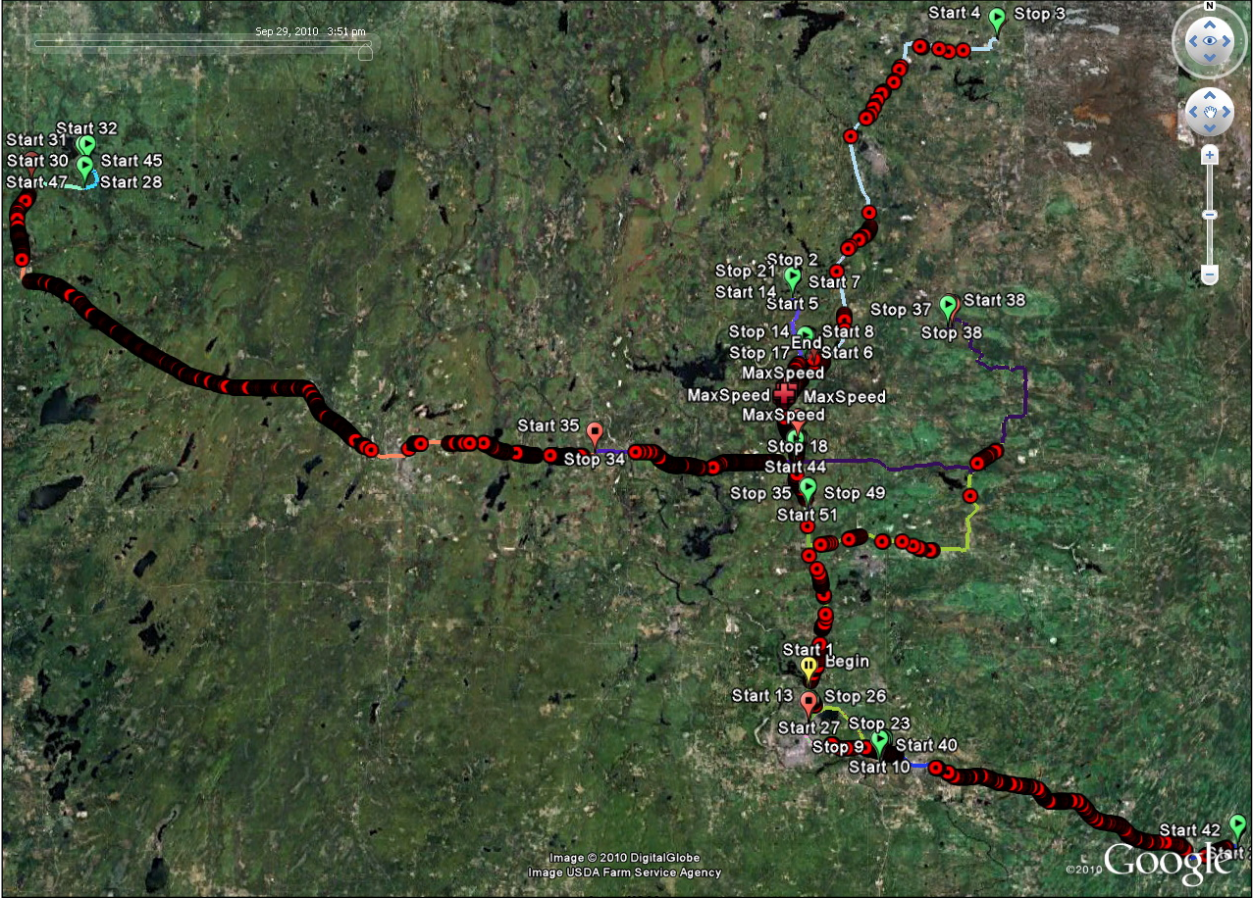 N
Start 4
Stop 3
Sep 29, 2010 3:51 pm
Start 32
Start 31
Start 30
Start 45
Start 47
Start 28
Stop 2
Stop 21
Start 7
Start 14
Start 5
Stop 37
Start 38
Stop 38
Stop 14
Start 8
End
Stop 17
Start 6
MaxSpeed
MaxSpeed
MaxSpeed
MaxSpeed
Start 35
Stop 18
Stop 34
Start 44
Stop 35
Stop 49
Start 51
Start 1
Begin
Start 13
Stop 26
Start 27
Stop 23
Stop 9
Start 40
Start 10
Start 42
Start
Image © 2010 DigitalGlobe
Image USDA Farm Service Agency
©2010 Google